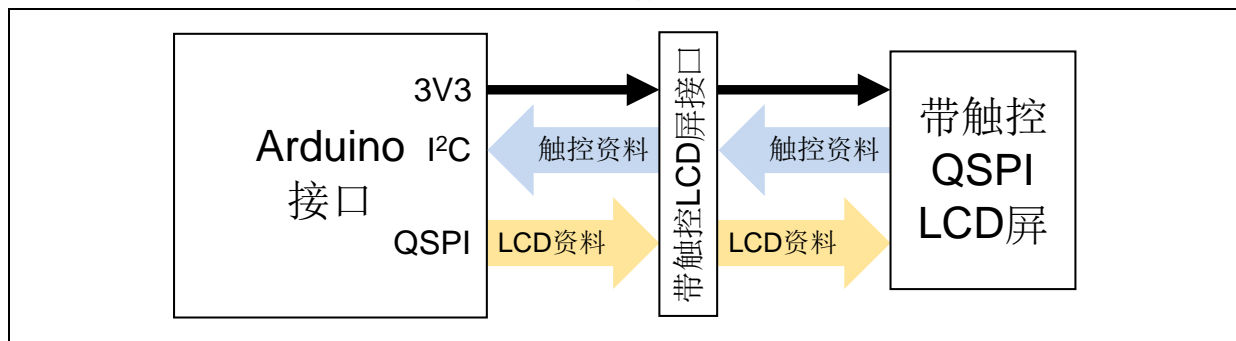 3V3
Arduino
接口
I²C
QSPI
触控资料
LCD资料
带触控LCD屏接口
触控资料
LCD资料
带触控
QSPI
LCD屏